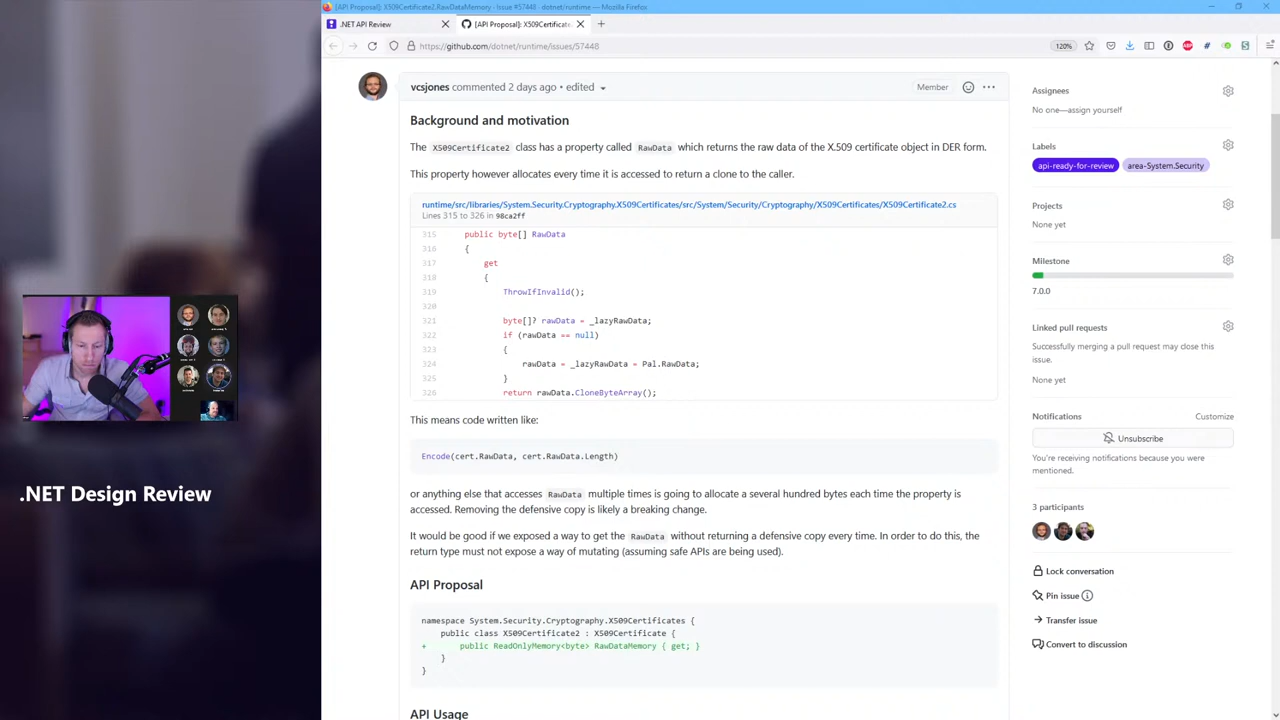 [API Proposal]: X509Certificate2.RawDataMemory · Issue #57448 · dotnet/runtime — Mozilla Firefox
.NET API Review
[API Proposal]: X509Certificate
https://github.com/dotnet/runtime/issues/57448
120%
vcsjones commented 2 days ago • edited
Member
Background and motivation
The X509Certificate2 class has a property called RawData which returns the raw data of the X.509 certificate object in DER form.
This property however allocates every time it is accessed to return a clone to the caller.
runtime/src/libraries/System.Security.Cryptography.X509Certificates/src/System/Security/Cryptography/X509Certificates/X509Certificate2.cs
Lines 315 to 326 in 98ca2ff
315 public byte[] RawData
316 {
317 get
318 {
319 ThrowIfInvalid();
320
321 byte[]? rawData = _lazyRawData;
322 if (rawData == null)
323 {
324 rawData = _lazyRawData = Pal.RawData;
325 }
326 return rawData.CloneByteArray();
This means code written like:
Encode(cert.RawData, cert.RawData.Length)
or anything else that accesses RawData multiple times is going to allocate a several hundred bytes each time the property is
accessed. Removing the defensive copy is likely a breaking change.
It would be good if we exposed a way to get the RawData without returning a defensive copy every time. In order to do this, the
return type must not expose a way of mutating (assuming safe APIs are being used).
API Proposal
namespace System.Security.Cryptography.X509Certificates {
public class X509Certificate2 : X509Certificate {
+ public ReadOnlyMemory<byte> RawDataMemory { get; }
}
}
API Usage
Assignees
No one—assign yourself
Labels
api-ready-for-review area-System.Security
Projects
None yet
Milestone
7.0.0
Linked pull requests
Successfully merging a pull request may close this
issue.
None yet
Notifications
Customize
Unsubscribe
You're receiving notifications because you were
mentioned.
3 participants
Lock conversation
Pin issue
Transfer issue
Convert to discussion
.NET Design Review